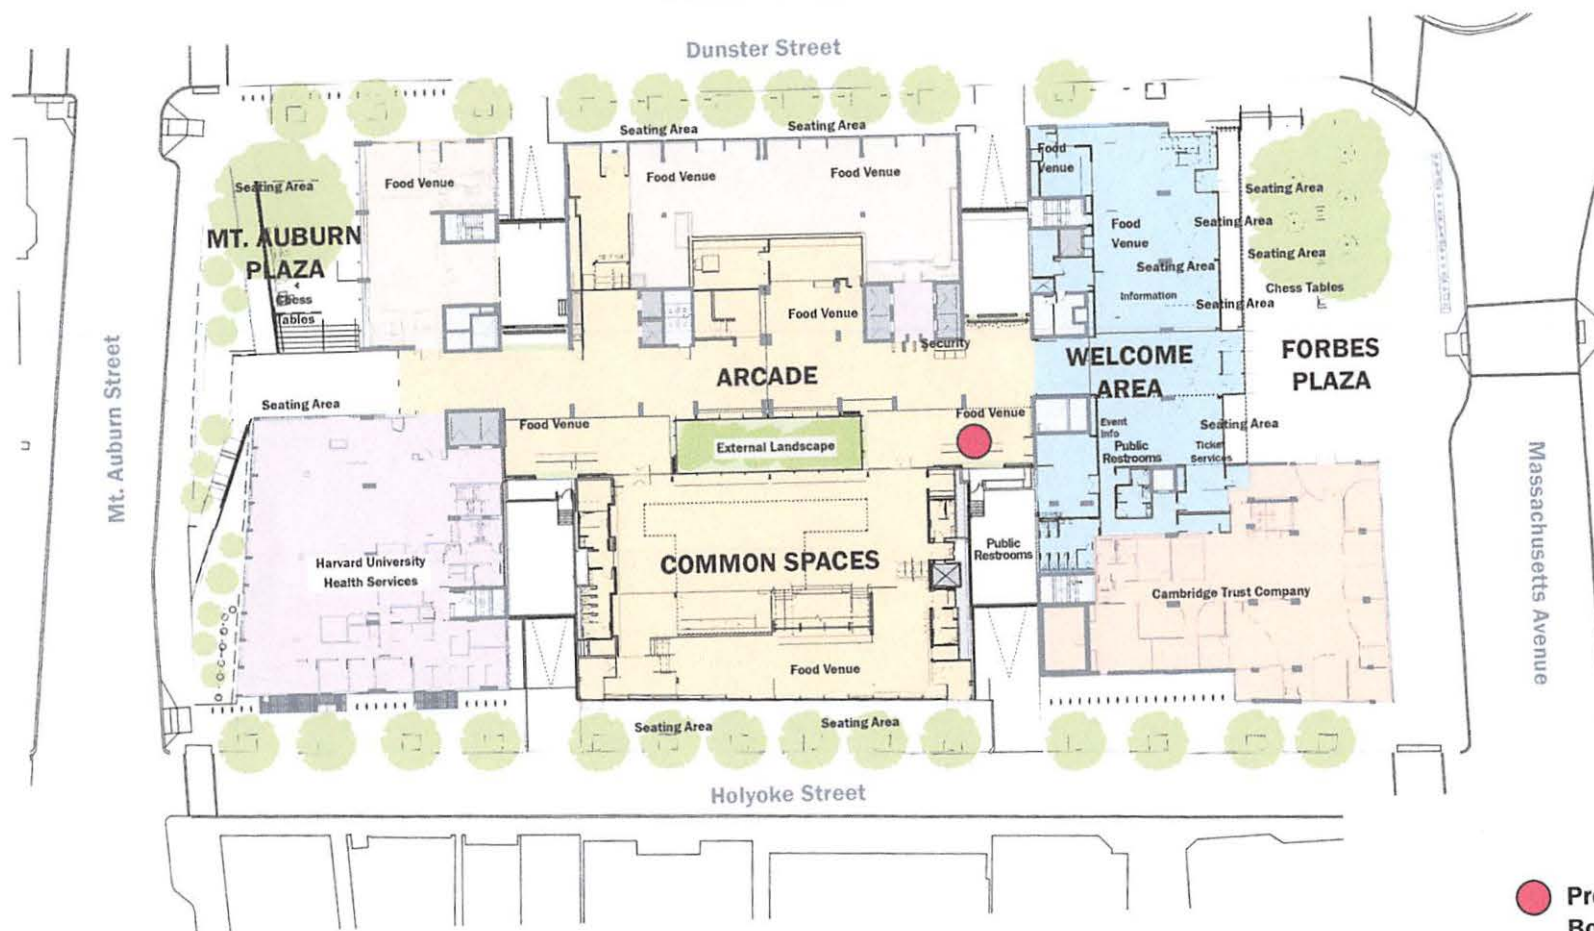 Dunster Street
Seating Area
Seating Area
Seating Area
MT. AUBURN
PLAZA
Chess
Tables
Food Venue
Food Venue
Food Venue
Food
Venue
Food
Venue
Seating Area
Information
Seating Area
Seating Area
Seating Area
Seating Area
Chess Tables
Food Venue
Security
Mt. Auburn Street
ARCADE
WELCOME
AREA
FORBES
PLAZA
Seating Area
Food Venue
External Landscape
Food Venue
Event
Info
Public
Restrooms
Seating Area
Ticket
Services
Massachusetts Avenue
Harvard University
Health Services
COMMON SPACES
Public
Restrooms
Cambridge Trust Company
Food Venue
Seating Area
Seating Area
Holyoke Street